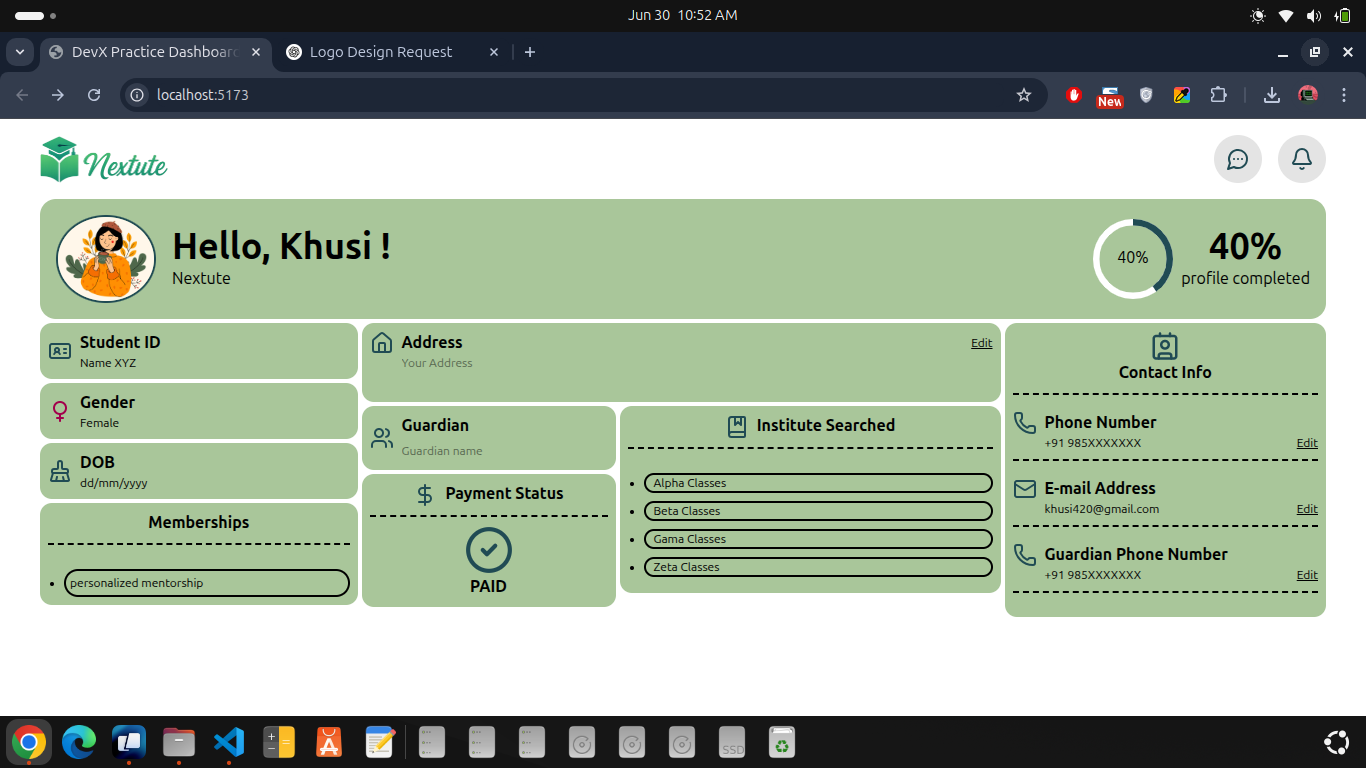 Jun 30 10:52 AM
DevX Practice Dashboard
Logo Design Request
localhost:5173
New
Nextute
Hello, Khusi !
Nextute
40%
40%
profile completed
Student ID
Name XYZ
Gender
Female
DOB
dd/mm/yyyy
Memberships
personalized mentorship
Address
Edit
Your Address
Guardian
Guardian name
Payment Status
PAID
Institute Searched
Alpha Classes
Beta Classes
Gama Classes
Zeta Classes
Contact Info
Phone Number
+91 985XXXXXXX
Edit
E-mail Address
khusi420@gmail.com
Edit
Guardian Phone Number
+91 985XXXXXXX
Edit
SSD